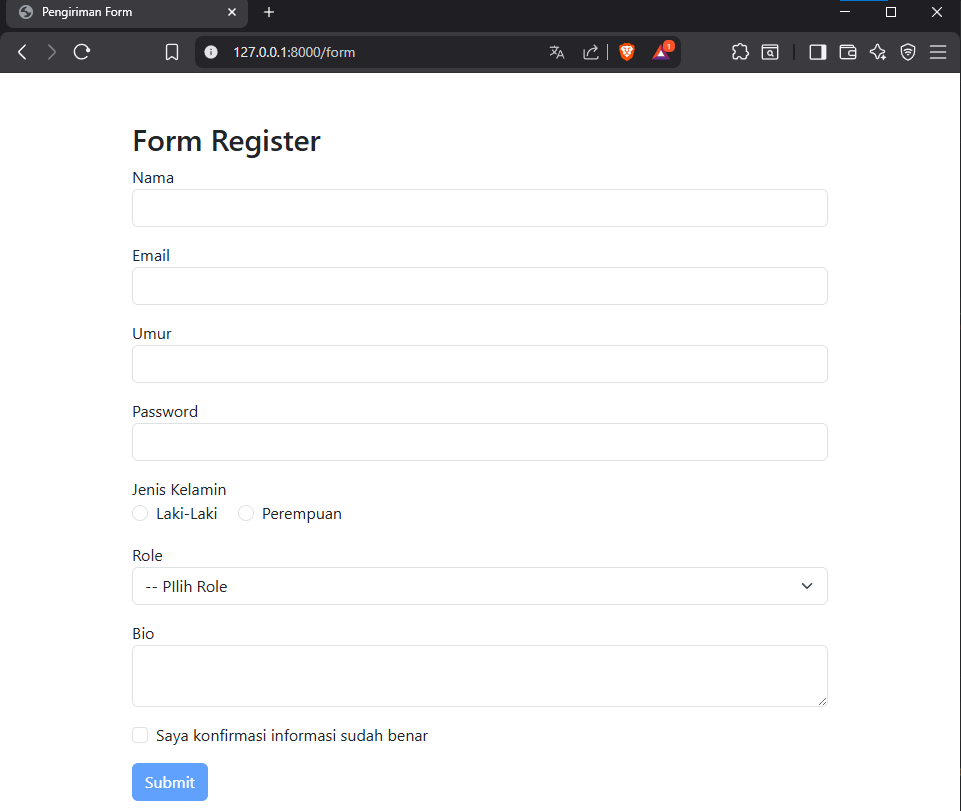 Pengiriman Form
127.0.0.1:8000/form
1
Form Register
Nama
Email
Umur
Password
Jenis Kelamin
Laki-Laki Perempuan
Role
-- PIlih Role
Bio
Saya konfirmasi informasi sudah benar
Submit